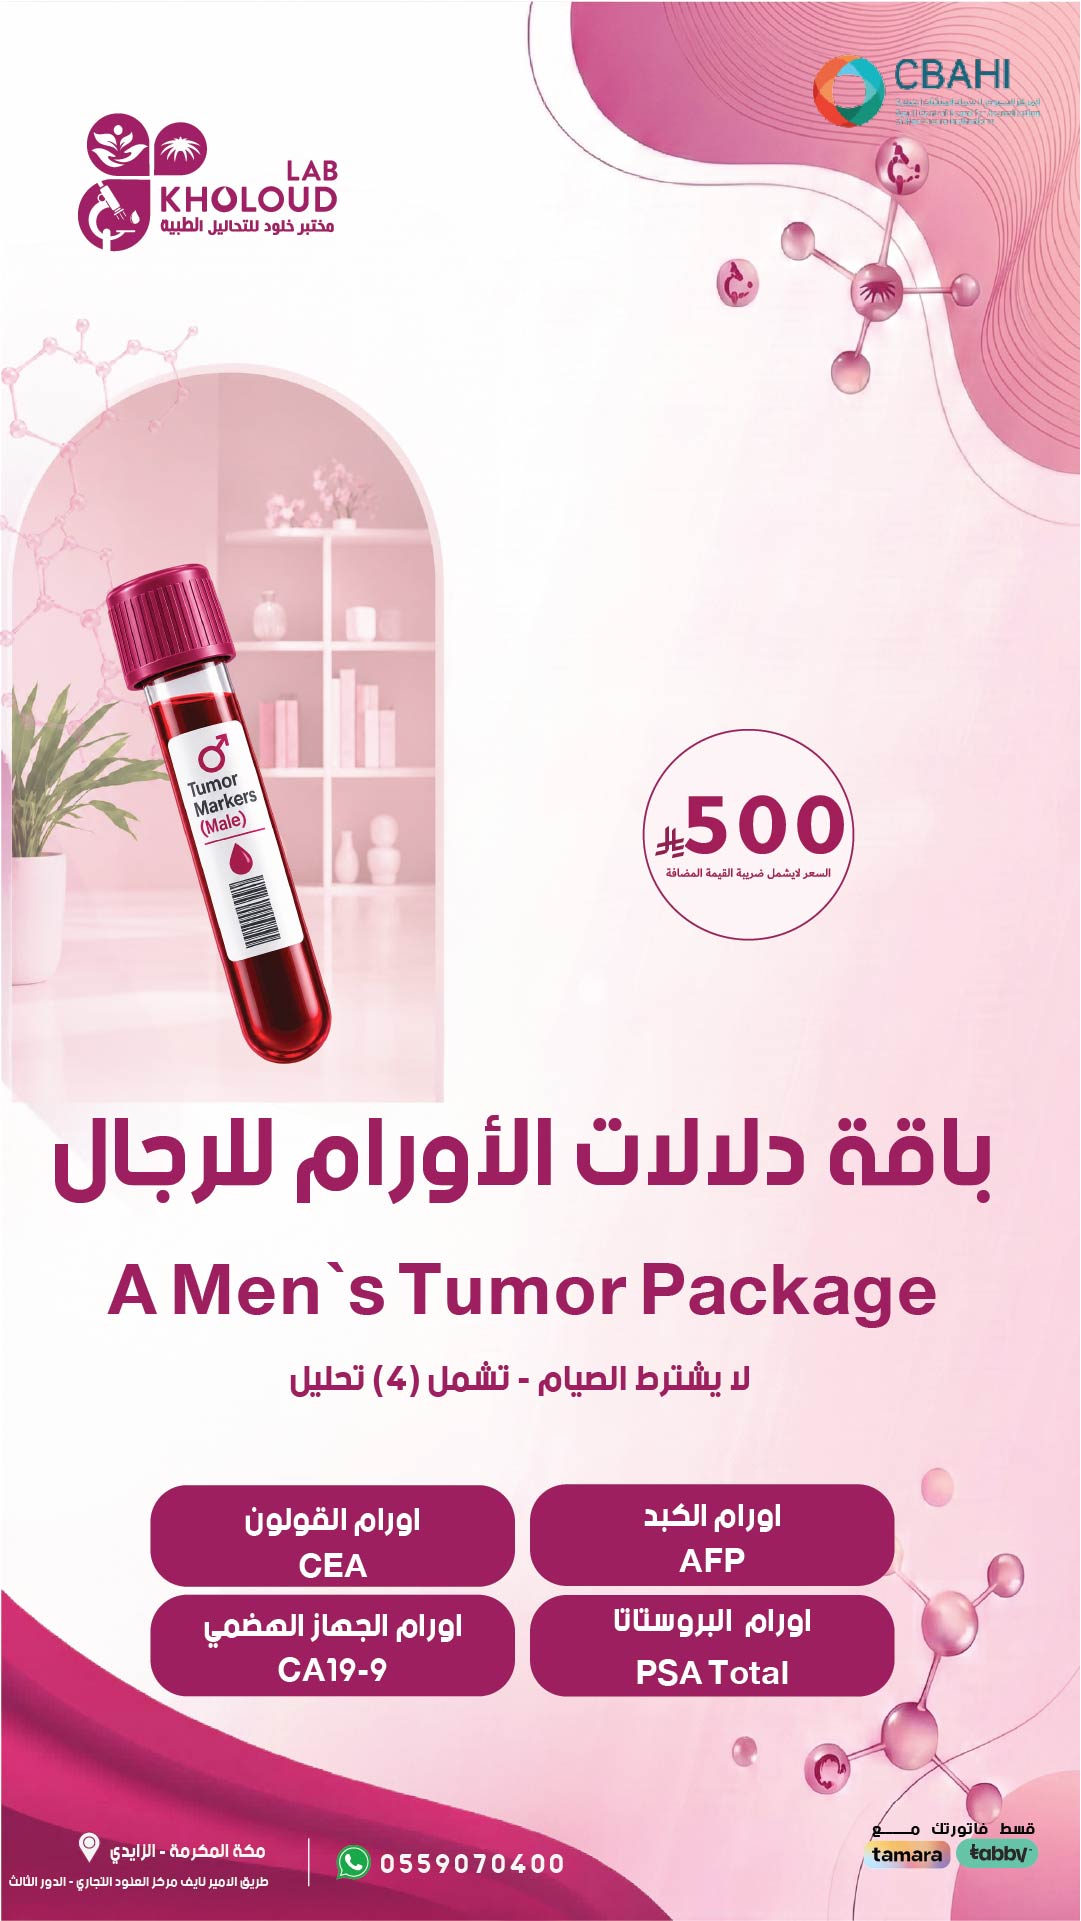 CBAHI
LAB
KHOLOUD
مختبر خلود للتحاليل الطبية
Tumor
Markers
(Male)
500
السعر لايشمل ضريبة القيمة المضافة
باقة دلالات الأورام للرجال
A Men`s Tumor Package
لا يشترط الصيام - تشمل (4) تحليل
اورام الكبد
AFP
اورام القولون
CEA
اورام البروستاتا
PSA Total
اورام الجهاز الهضمي
CA19-9
قسط فاتورتك مع
tamara
tabby
0559070400
مكة المكرمة - الزايدي
طريق الامير نايف مركز العنود التجاري - الدور الثالث